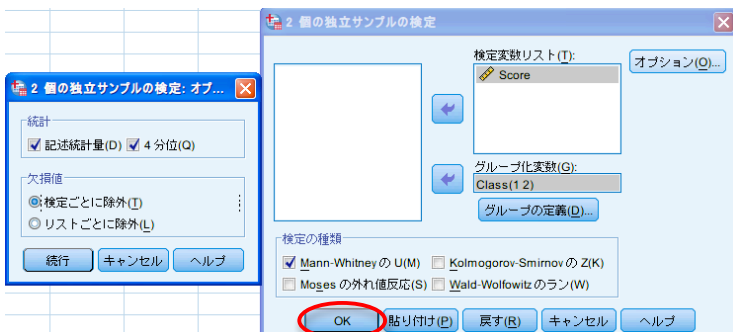 2 個の独立サンプルの検定: オプ...
統計
記述統計量(D) 4 分位(Q)
欠損値
検定ごとに除外(T)
リストごとに除外(L)
続行 キャンセル ヘルプ
2 個の独立サンプルの検定
検定変数リスト(T):
Score
オプション(O)...
グループ化変数(G):
Class(1 2)
グループの定義(D)...
検定の種類
Mann-Whitney の U(M) Kolmogorov-Smirnov の Z(K)
Moses の外れ値反応(S) Wald-Wolfowitz のラン(W)
OK 貼り付け(P) 戻す(R) キャンセル ヘルプ